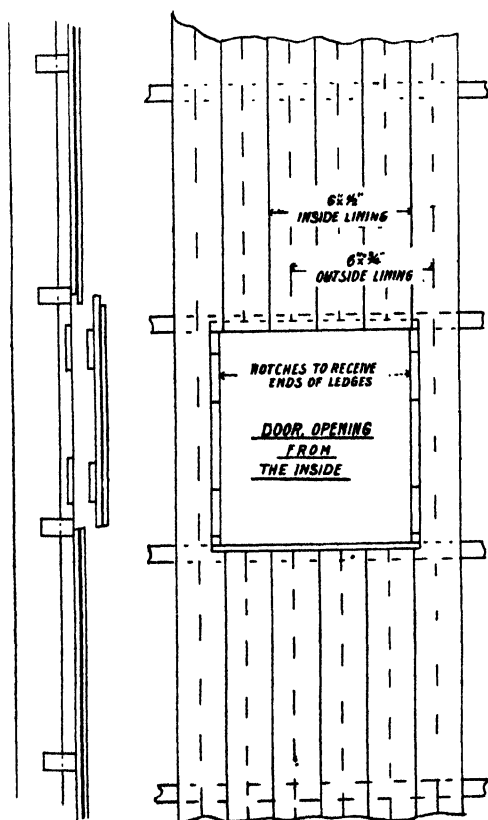 6"x ½"
INSIDE LINING
6"x ¾"
OUTSIDE LINING
NOTCHES TO RECEIVE
ENDS OF LEDGES
DOOR, OPENING
FROM
THE INSIDE